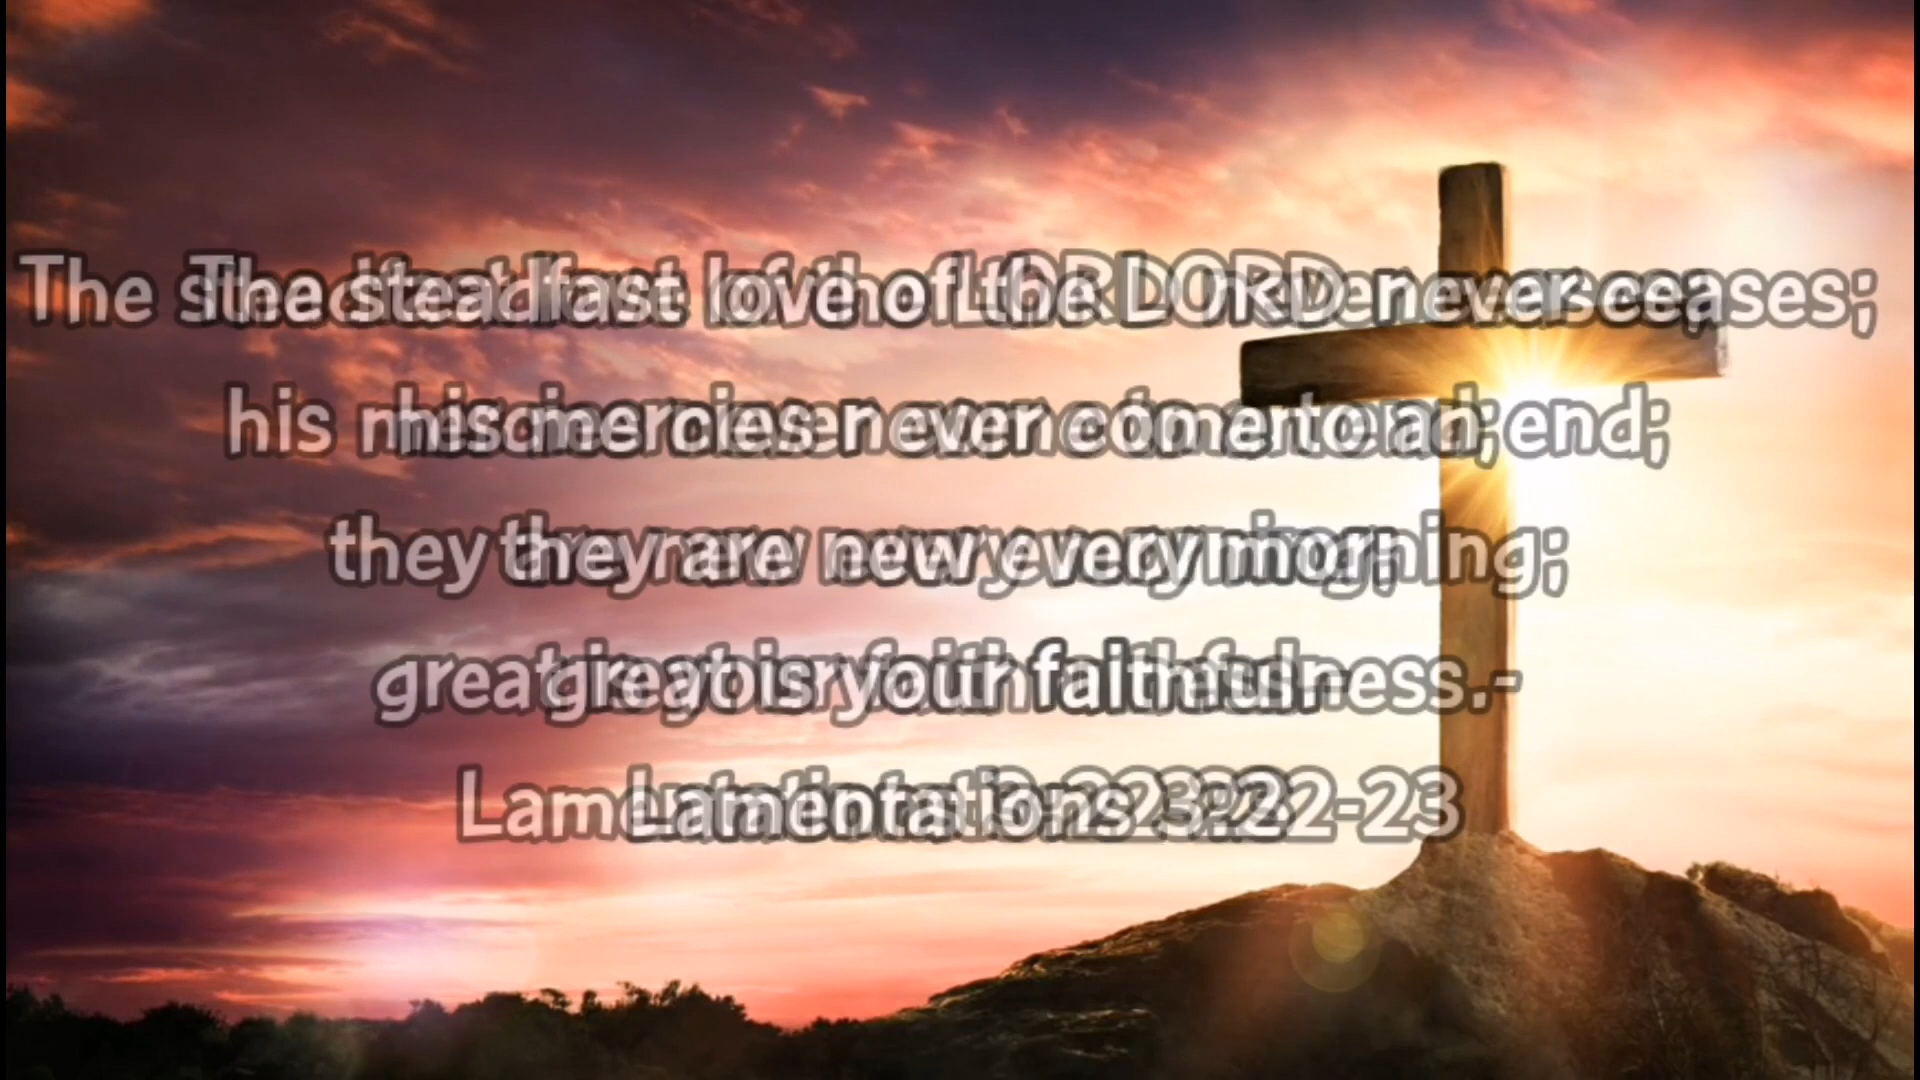 The steadfast love of the LORD never ceases;
his mercies never come to an end;
they are new every morning;
great is your faithfulness.-
Lamentations 3:22-23